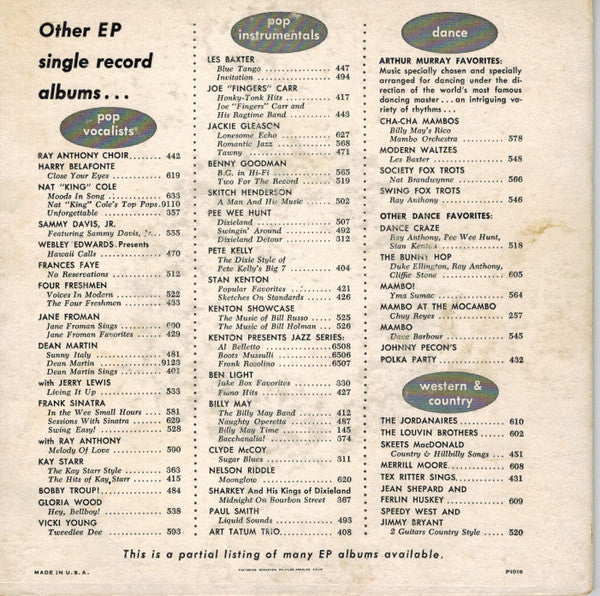 Other EP
single record
albums...
pop
vocalists
RAY ANTHONY CHOIR........ 442
HARRY BELAFONTE
Close Your Eyes............. 619
NAT "KING" COLE
Moods In Song............. 633
Nat "King" Cole's Top Pops..9110
Unforgettable............. 357
SAMMY DAVIS, JR.
Featuring Sammy Davis, Jr... 555
WEBLEY EDWARDS Presents
Hawaii Calls............. 470
FRANCES FAYE
No Reservations............. 512
FOUR FRESHMEN
Voices In Modern............. 522
The Four Freshmen........ 433
JANE FROMAN
Jane Froman Sings........ 600
Jane Froman Favorites..... 429
DEAN MARTIN
Sunny Italy............. 481
Dean Martin.............9123
Dean Martin Sings........ 401
with JERRY LEWIS
Living It Up............. 533
FRANK SINATRA
In the Wee Small Hours..... 581
Sessions With Sinatra..... 629
Swing Easy!............. 528
with RAY ANTHONY
Melody Of Love............. 590
KAY STARR
The Kay Starr Style........ 363
The Hits of Kay Starr..... 415
BOBBY TROUP!............. 484
GLORIA WOOD
Hey, Bellboy!............. 538
VICKI YOUNG
Tweedlee Dee............. 593
pop
instrumentals
LES BAXTER
Blue Tango............. 447
Invitation............. 494
JOE "FINGERS" CARR
Honky-Tonk Hits........ 417
Joe "Fingers" Carr and
His Ragtime Band........ 443
JACKIE GLEASON
Lonesome Echo............. 627
Romantic Jazz............. 568
Tawny............. 471
BENNY GOODMAN
B.G. in Hi-Fi............. 565
Two For The Record........ 519
SKITCH HENDERSON
A Man And His Music..... 502
PEE WEE HUNT
Dixieland............. 507
Swingin' Around........ 492
Dixieland Detour........ 312
PETE KELLY
The Dixie Style of
Pete Kelly's Big 7........ 404
STAN KENTON
Popular Favorites........ 421
Sketches On Standards..... 426
KENTON SHOWCASE
The Music of Bill Russo..... 525
The Music of Bill Holman... 526
KENTON PRESENTS JAZZ SERIES:
Al Belletto.............6508
Boots Mussulli.............6506
Frank Rosolino.............6507
BEN LIGHT
Juke Box Favorites........ 330
Piano Hits............. 427
BILLY MAY
The Billy May Band........ 412
Naughty Operetta........ 487
Billy May Time............. 145
Bacchanalia!............. 374
CLYDE McCOY
Sugar Blues............. 311
NELSON RIDDLE
Moonglow............. 620
SHARKEY And His Kings of Dixieland
Midnight On Bourbon Street 367
PAUL SMITH
Liquid Sounds............. 493
ART TATUM TRIO........ 408
dance
ARTHUR MURRAY FAVORITES:
Music specially chosen and specially
arranged for dancing under the di-
rection of the world's most famous
dancing master...an intriguing va-
riety of rhythms...
CHA-CHA MAMBOS
Billy May's Rico
Mambo Orchestra........ 578
MODERN WALTZES
Les Baxter............. 548
SOCIETY FOX TROTS
Nat Brandwynne........ 566
SWING FOX TROTS
Ray Anthony............. 546
OTHER DANCE FAVORITES:
DANCE CRAZE
Ray Anthony, Pee Wee Hunt,
Stan Kenton............. 518
THE BUNNY HOP
Duke Ellington, Ray Anthony,
Cliffie Stone............. 605
MAMBO!
Yma Sumac............. 564
MAMBO AT THE MOCAMBO
Chuy Reyes............. 257
MAMBO
Dave Barbour............. 545
JOHNNY PECON'S
POLKA PARTY............. 432
western &
country
THE JORDANAIRES........ 610
THE LOUVIN BROTHERS..... 602
SKEETS MacDONALD
Country & Hillbilly Songs... 451
MERRILL MOORE........ 608
TEX RITTER SINGS........ 431
JEAN SHEPARD and
FERLIN HUSKEY........ 609
SPEEDY WEST and
JIMMY BRYANT
2 Guitars Country Style..... 520
This is a partial listing of many EP albums available.
MADE IN U.S.A.
P1019